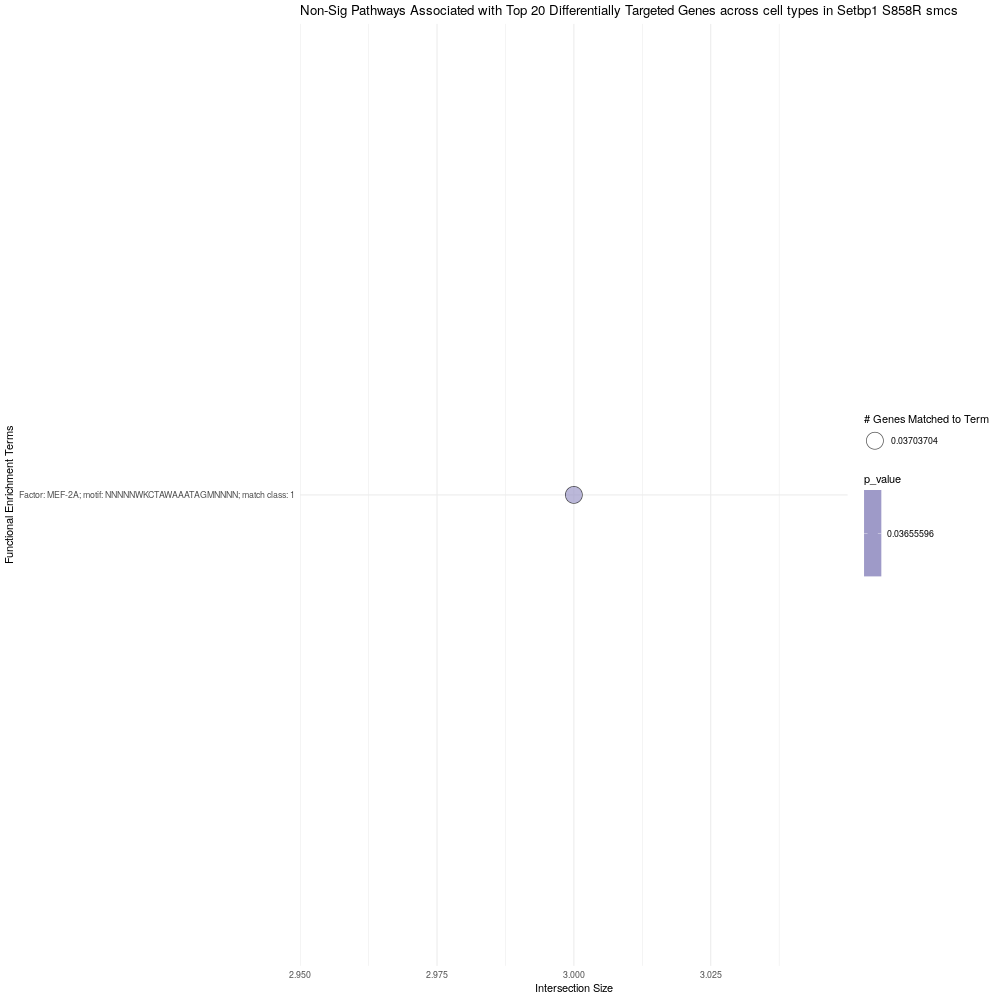 Non-Sig Pathways Associated with Top 20 Differentially Targeted Genes across cell types in Setbp1 S858R smcs
Functional Enrichment Terms
Factor: MEF-2A; motif: NNNNNWKCTAWAAATAGMNNNN; match class: 1
# Genes Matched to Term
0.03703704
p_value
0.03655596
2.950
2.975
3.000
3.025
Intersection Size